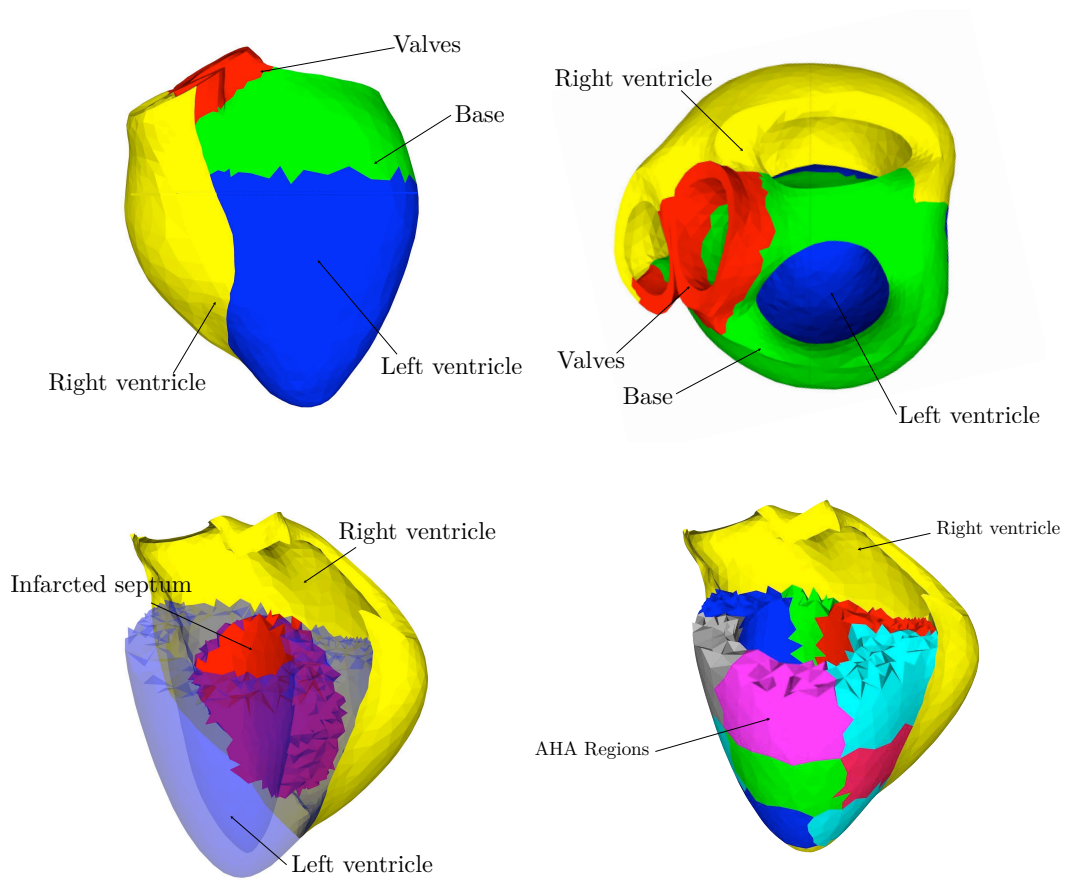 Valves
Base
Left ventricle
Right ventricle
Right ventricle
Valves
Base
Left ventricle
Right ventricle
Infarcted septum
Left ventricle
Right ventricle
AHA Regions